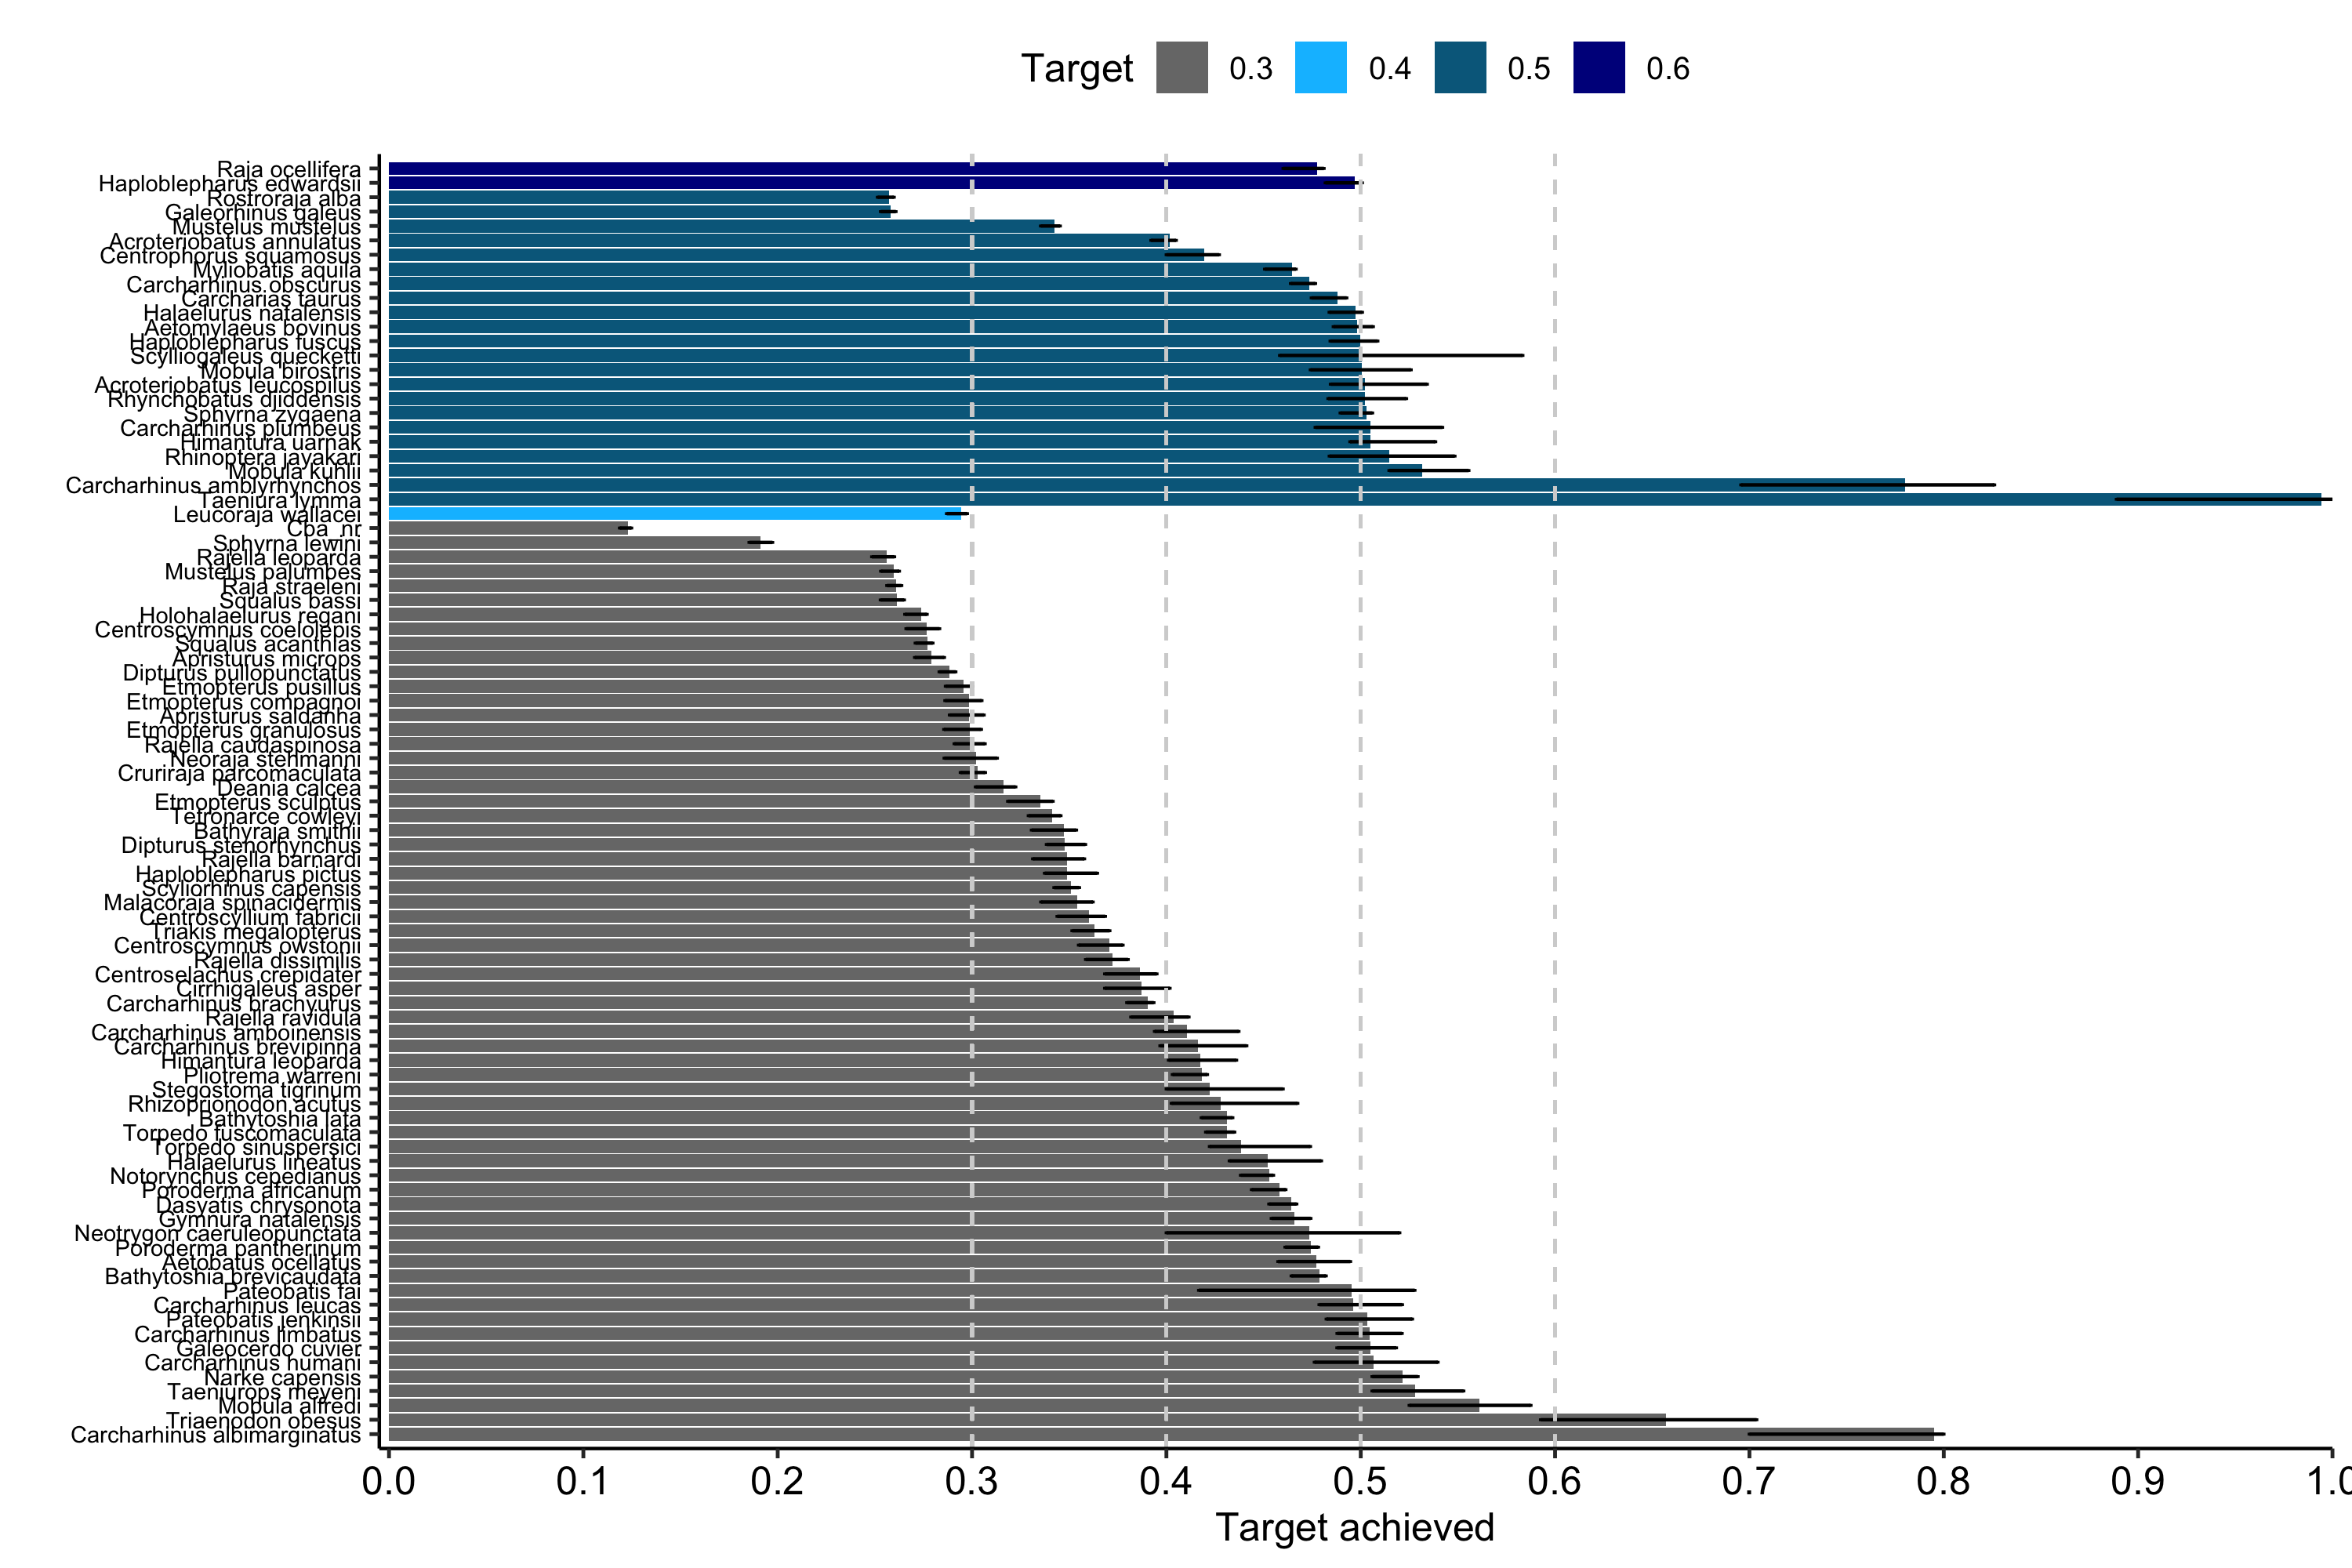 Target 0.3 0.4 0.5 0.6
Raja ocellifera
Haploblepharus edwardsii
Rostroraja alba
Galeorhinus galeus
Mustelus mustelus
Acroteriobatus annulatus
Centrophorus squamosus
Myliobatis aquila
Carcharhinus obscurus
Carcharias taurus
Halaelurus natalensis
Aetomylaeus bovinus
Haploblepharus fuscus
Scylliogaleus quecketti
Mobula birostris
Acroteriobatus leucospilus
Rhynchobatus djiddensis
Sphyrna zygaena
Carcharhinus plumbeus
Himantura uarnak
Rhinoptera jayakari
Mobula kuhlii
Carcharhinus amblyrhynchos
Taeniura lymma
Leucoraja wallacei
Cba_nr
Sphyrna lewini
Rajella leoparda
Mustelus palumbes
Raja straeleni
Squalus bassi
Holohalaelurus regani
Centroscymnus coelolepis
Squalus acanthias
Apristurus microps
Dipturus pullopunctatus
Etmopterus pusillus
Etmopterus compagnoi
Apristurus saldanha
Etmopterus granulosus
Rajella caudaspinosa
Neoraja stehmanni
Cruriraja parcomaculata
Deania calcea
Etmopterus sculptus
Tetronarce cowleyi
Bathyraja smithii
Dipturus stenorhynchus
Rajella barnardi
Haploblepharus pictus
Scyliorhinus capensis
Malacoraja spinacidermis
Centroscyllium fabricii
Triakis megalopterus
Centroscymnus owstonii
Rajella dissimilis
Centroselachus crepidater
Cirrhigaleus asper
Carcharhinus brachyurus
Rajella ravidula
Carcharhinus amboinensis
Carcharhinus brevipinna
Himantura leoparda
Pliotrema warreni
Stegostoma tigrinum
Rhizoprionodon acutus
Bathytoshia lata
Torpedo fuscomaculata
Torpedo sinuspersici
Halaelurus lineatus
Notorynchus cepedianus
Poroderma africanum
Dasyatis chrysonota
Gymnura natalensis
Neotrygon caeruleopunctata
Poroderma pantherinum
Aetobatus ocellatus
Bathytoshia brevicaudata
Pateobatis fai
Carcharhinus leucas
Pateobatis jenkinsii
Carcharhinus limbatus
Galeocerdo cuvier
Carcharhinus humani
Narke capensis
Taeniurops meyeni
Mobula alfredi
Triaenodon obesus
Carcharhinus albimarginatus
0.0 0.1 0.2 0.3 0.4 0.5 0.6 0.7 0.8 0.9 1.0
Target achieved